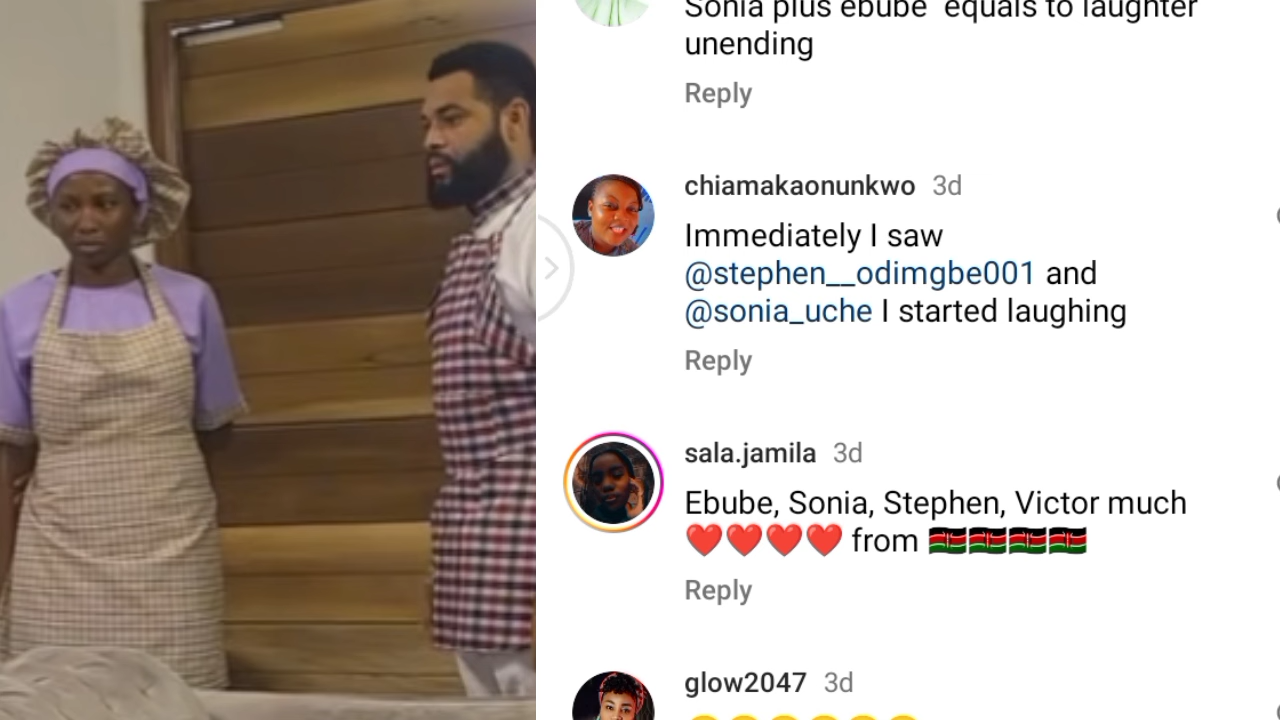 Sonia plus ebube equals to laughter
unending
Reply
chiamakaonunkwo 3d
Immediately I saw
@stephen__odimgbe001 and
@sonia_uche I started laughing
Reply
sala.jamila 3d
Ebube, Sonia, Stephen, Victor much
❤️❤️❤️❤️ from 🇰🇪🇰🇪🇰🇪🇰🇪
Reply
glow2047 3d